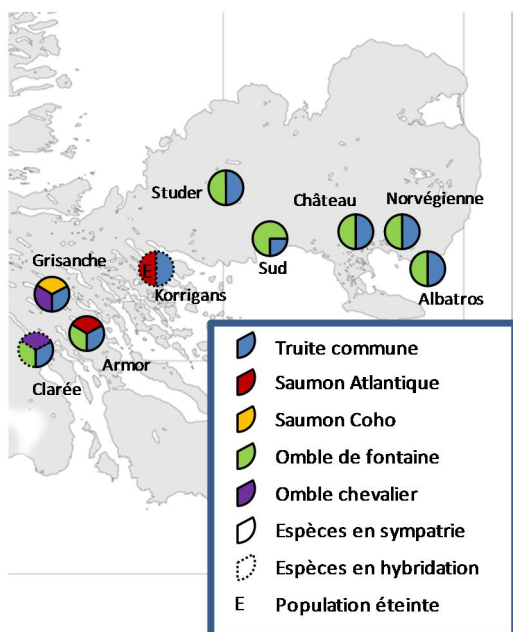 Studer
Château
Norvégienne
Sud
Albatros
Grisanche
E
Korrigans
Armor
Clarée
Truite commune
Saumon Atlantique
Saumon Coho
Omble de fontaine
Omble chevalier
Espèces en sympatrie
Espèces en hybridation
E Population éteinte